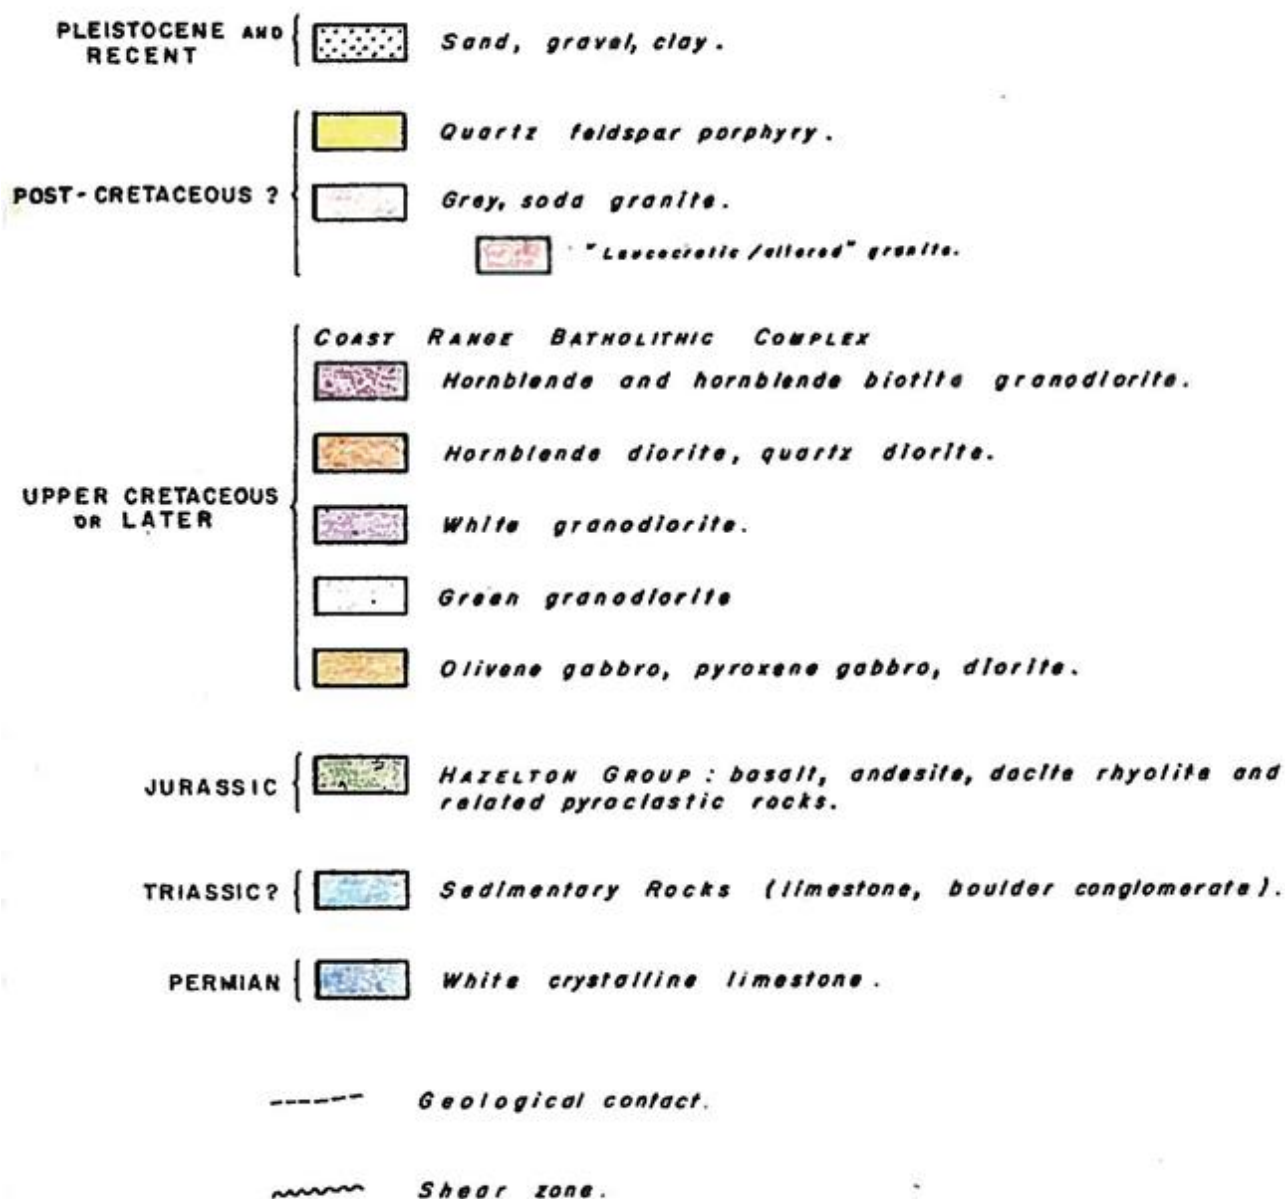 PLEISTOCENE AND RECENT
Sand, gravel, clay.
POST-CRETACEOUS ?
Quartz feldspar porphyry.
Grey, soda granite.
"Leucocratic/altered" granite.
UPPER CRETACEOUS OR LATER
COAST RANGE BATHOLITHIC COMPLEX
Hornblende and hornblende biotite granodiorite.
Hornblende diorite, quartz diorite.
White granodiorite.
Green granodiorite
Olivene gabbro, pyroxene gabbro, diorite.
JURASSIC
HAZELTON GROUP : basalt, andesite, dacite rhyolite and
related pyroclastic rocks.
TRIASSIC?
Sedimentary Rocks (limestone, boulder conglomerate).
PERMIAN
White crystalline limestone.
Geological contact.
Shear zone.